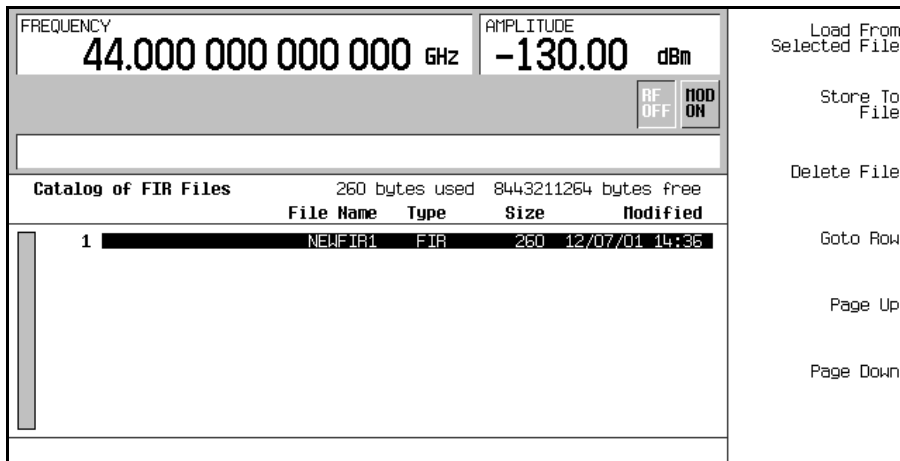 FREQUENCY
44.000 000 000 000 GHz
AMPLITUDE
-130.00 dBm
RF OFF
MOD ON
Catalog of FIR Files 260 bytes used 8443211264 bytes free
File Name Type Size Modified
1 NEWFIR1 FIR 260 12/07/01 14:36
Load From
Selected File
Store To
File
Delete File
Goto Row
Page Up
Page Down